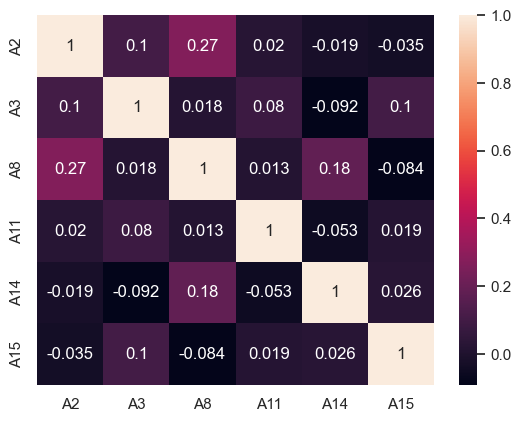 A2 1 0.1 0.27 0.02 -0.019 -0.035
A3 0.1 1 0.018 0.08 -0.092 0.1
A8 0.27 0.018 1 0.013 0.18 -0.084
A11 0.02 0.08 0.013 1 -0.053 0.019
A14 -0.019 -0.092 0.18 -0.053 1 0.026
A15 -0.035 0.1 -0.084 0.019 0.026 1
A2 A3 A8 A11 A14 A15
1.0
0.8
0.6
0.4
0.2
0.0